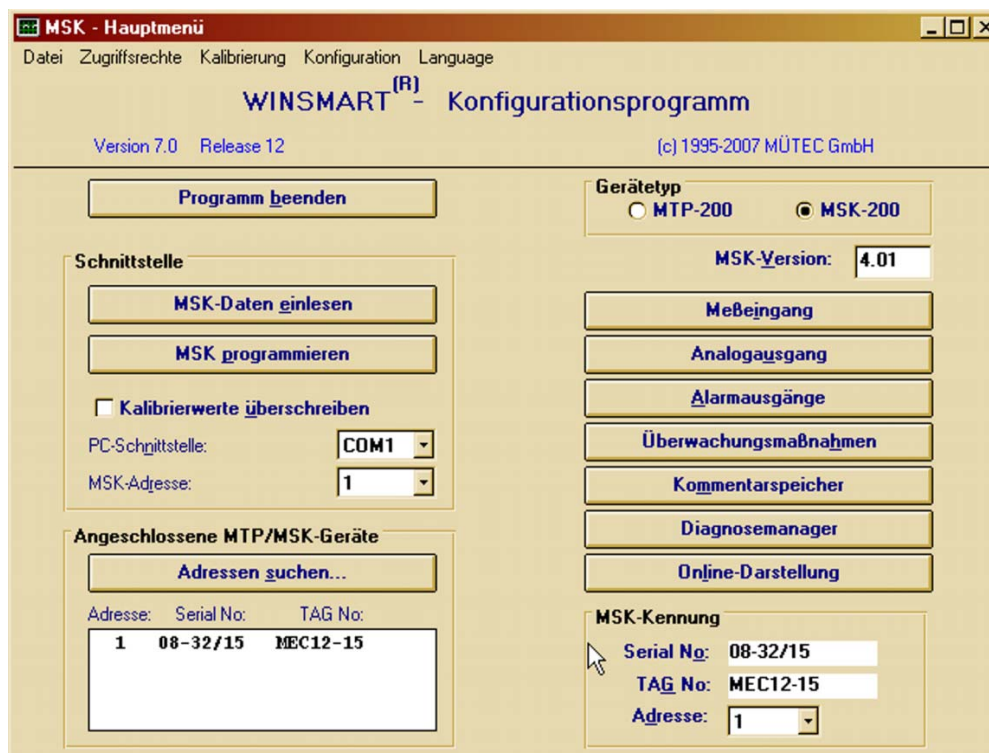 MSK - Hauptmenü
Datei Zugriffsrechte Kalibrierung Konfiguration Language
WINSMART(R)- Konfigurationsprogramm
Version 7.0 Release 12
(c) 1995-2007 MÜTEC GmbH
Programm beenden
Schnittstelle
MSK-Daten einlesen
MSK programmieren
Kalibrierwerte überschreiben
PC-Schnittstelle: COM1
MSK-Adresse: 1
Angeschlossene MTP/MSK-Geräte
Adressen suchen...
Adresse: Serial No: TAG No:
1 08-32/15 MEC12-15
Gerätetyp
MTP-200 MSK-200
MSK-Version: 4.01
Meßeingang
Analogausgang
Alarmausgänge
Überwachungsmaßnahmen
Kommentarspeicher
Diagnosemanager
Online-Darstellung
MSK-Kennung
Serial No: 08-32/15
TAG No: MEC12-15
Adresse: 1